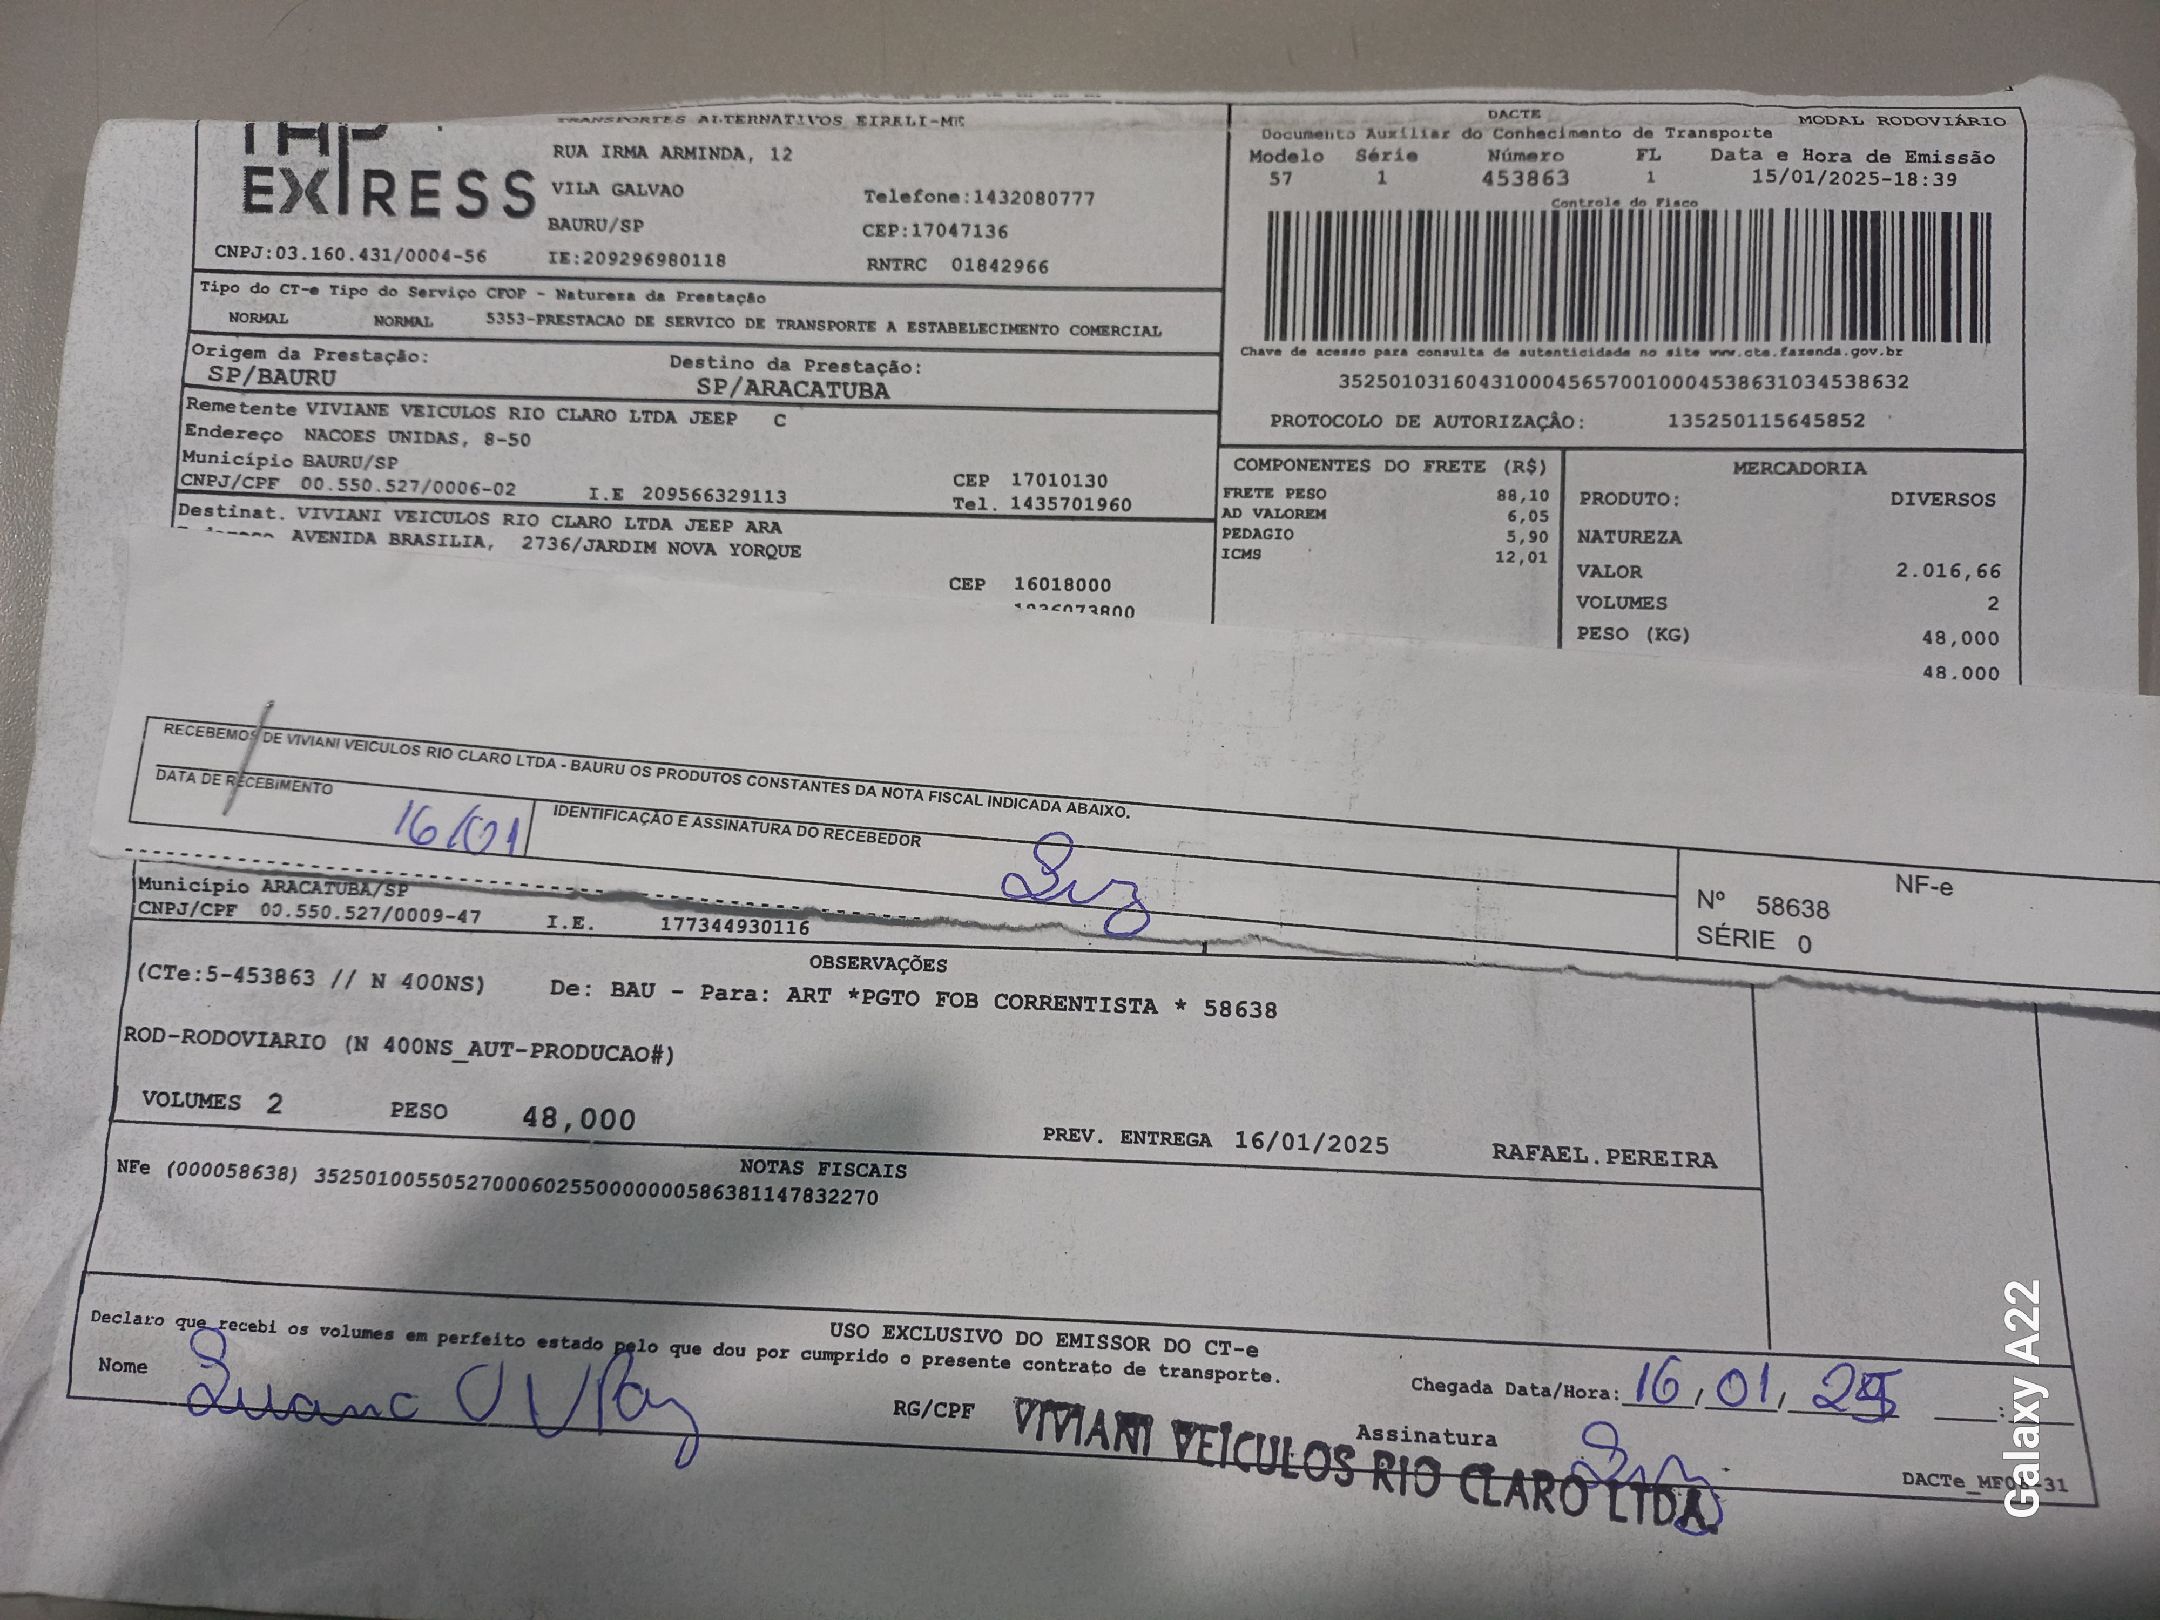 EXPRESS
CNPJ:03.160.431/0004-56
TRANSPORTES ALTERNATIVOS EIRELI-ME
RUA IRMA ARMINDA, 12
VILA GALVAO Telefone:1432080777
BAURU/SP CEP:17047136
IE:209296980118 RNTRC 01842966
DACTE
MODAL RODOVIÁRIO
Documento Auxiliar do Conhecimento de Transporte
Modelo Série Número FL Data e Hora de Emissão
57 1 453863 1 15/01/2025-18:39
Controle do Fisco
Chave de acesso para consulta de autenticidade no site www.cte.fazenda.gov.br
35250103160431000456570010004538631034538632
PROTOCOLO DE AUTORIZAÇÂO: 135250115645852
Tipo do CT-e Tipo do Serviço CFOP - Natureza da Prestação
NORMAL NORMAL 5353-PRESTACAO DE SERVICO DE TRANSPORTE A ESTABELECIMENTO COMERCIAL
Origem da Prestação: Destino da Prestação:
SP/BAURU SP/ARACATUBA
Remetente VIVIANE VEICULOS RIO CLARO LTDA JEEP C
Endereço NACOES UNIDAS, 8-50
Município BAURU/SP CEP 17010130
CNPJ/CPF 00.550.527/0006-02 I.E 209566329113 Tel. 1435701960
Destinat. VIVIANI VEICULOS RIO CLARO LTDA JEEP ARA
AVENIDA BRASILIA, 2736/JARDIM NOVA YORQUE
CEP 16018000
COMPONENTES DO FRETE (R$)
FRETE PESO 88,10
AD VALOREM 6,05
PEDAGIO 5,90
ICMS 12,01
MERCADORIA
PRODUTO: DIVERSOS
NATUREZA
VALOR 2.016,66
VOLUMES 2
PESO (KG) 48,000
48.000
RECEBEMOS DE VIVIANI VEICULOS RIO CLARO LTDA - BAURU OS PRODUTOS CONSTANTES DA NOTA FISCAL INDICADA ABAIXO.
DATA DE RECEBIMENTO
16/01
IDENTIFICAÇÃO E ASSINATURA DO RECEBEDOR
NF-e
Nº 58638
SÉRIE 0
Município ARACATUBA/SP
CNPJ/CPF 00.550.527/0009-47 I.E. 177344930116
OBSERVAÇÕES
(CTe:5-453863 // N 400NS) De: BAU - Para: ART *PGTO FOB CORRENTISTA * 58638
ROD-RODOVIARIO (N 400NS_AUT-PRODUCAO#)
VOLUMES 2 PESO 48,000
PREV. ENTREGA 16/01/2025 RAFAEL.PEREIRA
NOTAS FISCAIS
NFe (000058638) 35250100550527000602550000000586381147832270
USO EXCLUSIVO DO EMISSOR DO CT-e
Declaro que recebi os volumes em perfeito estado pelo que dou por cumprido o presente contrato de transporte.
Nome
RG/CPF
Chegada Data/Hora: 16, 01, 25 :
Assinatura
VIVIANI VEICULOS RIO CLARO LTDA.
Galaxy A22